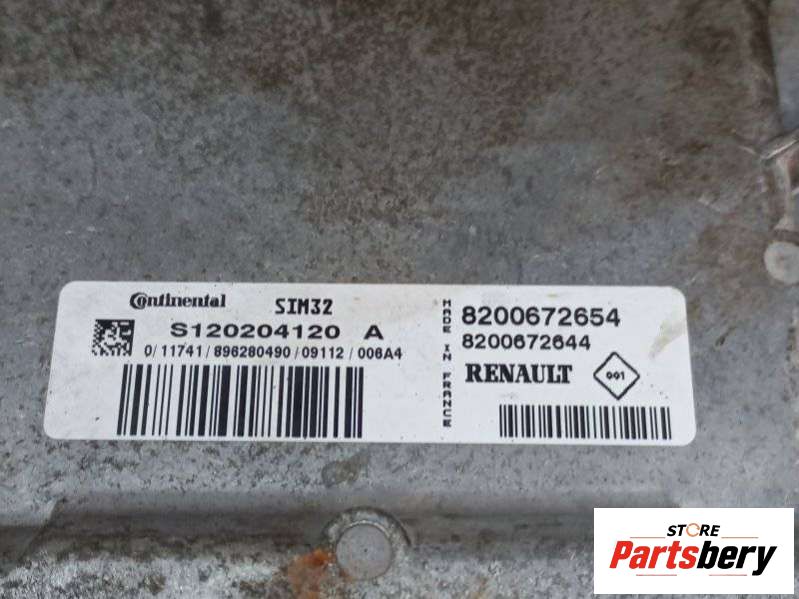 Continental SIM32
S120204120 A
0/11741/896280490/09112/006A4
MADE IN FRANCE
8200672654
8200672644
RENAULT 001
STORE
Partsbery